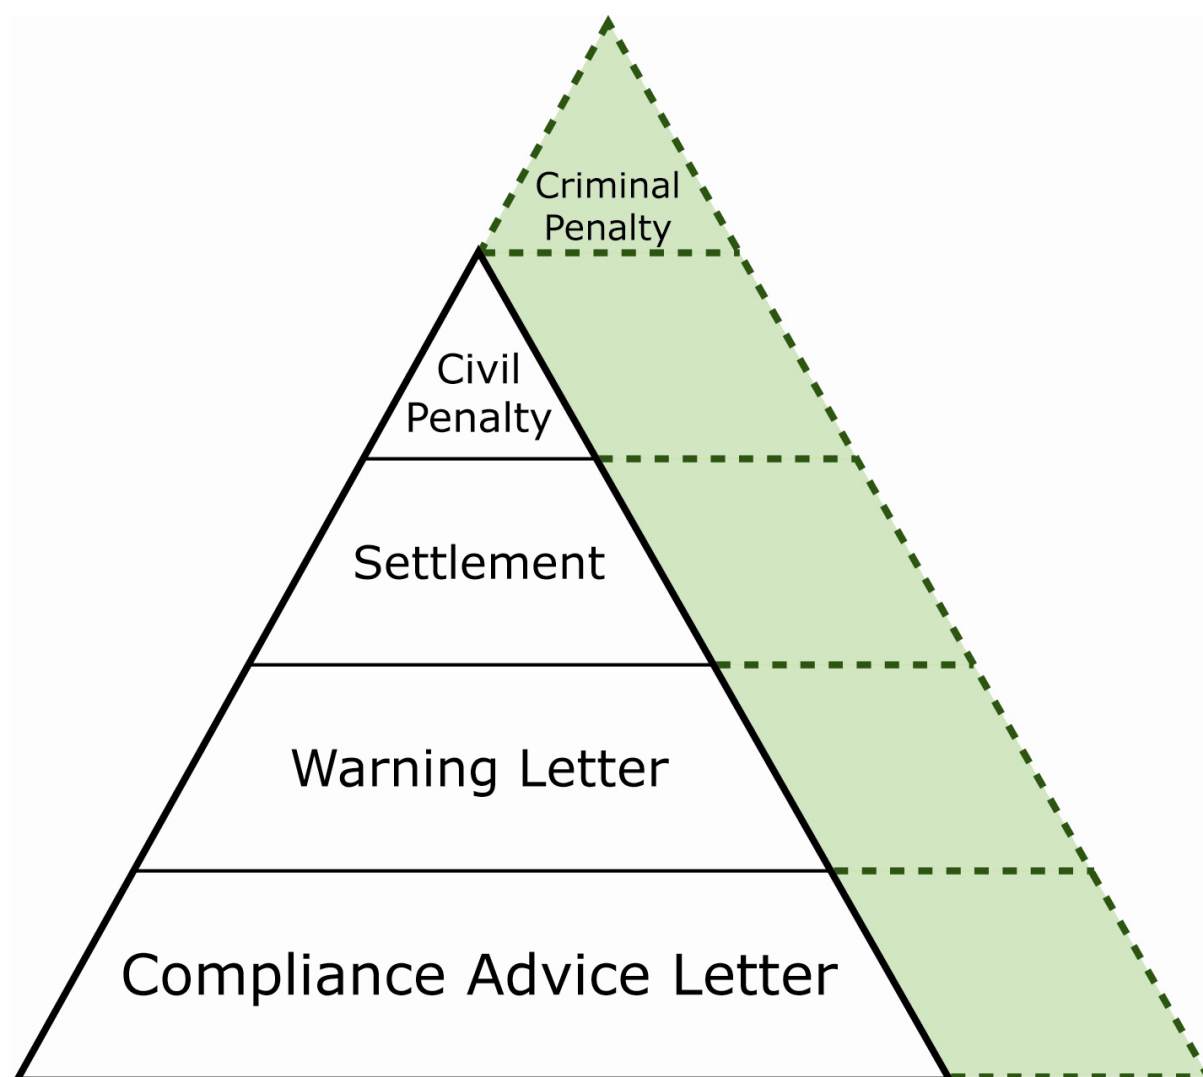 Criminal
Penalty
Civil
Penalty
Settlement
Warning Letter
Compliance Advice Letter